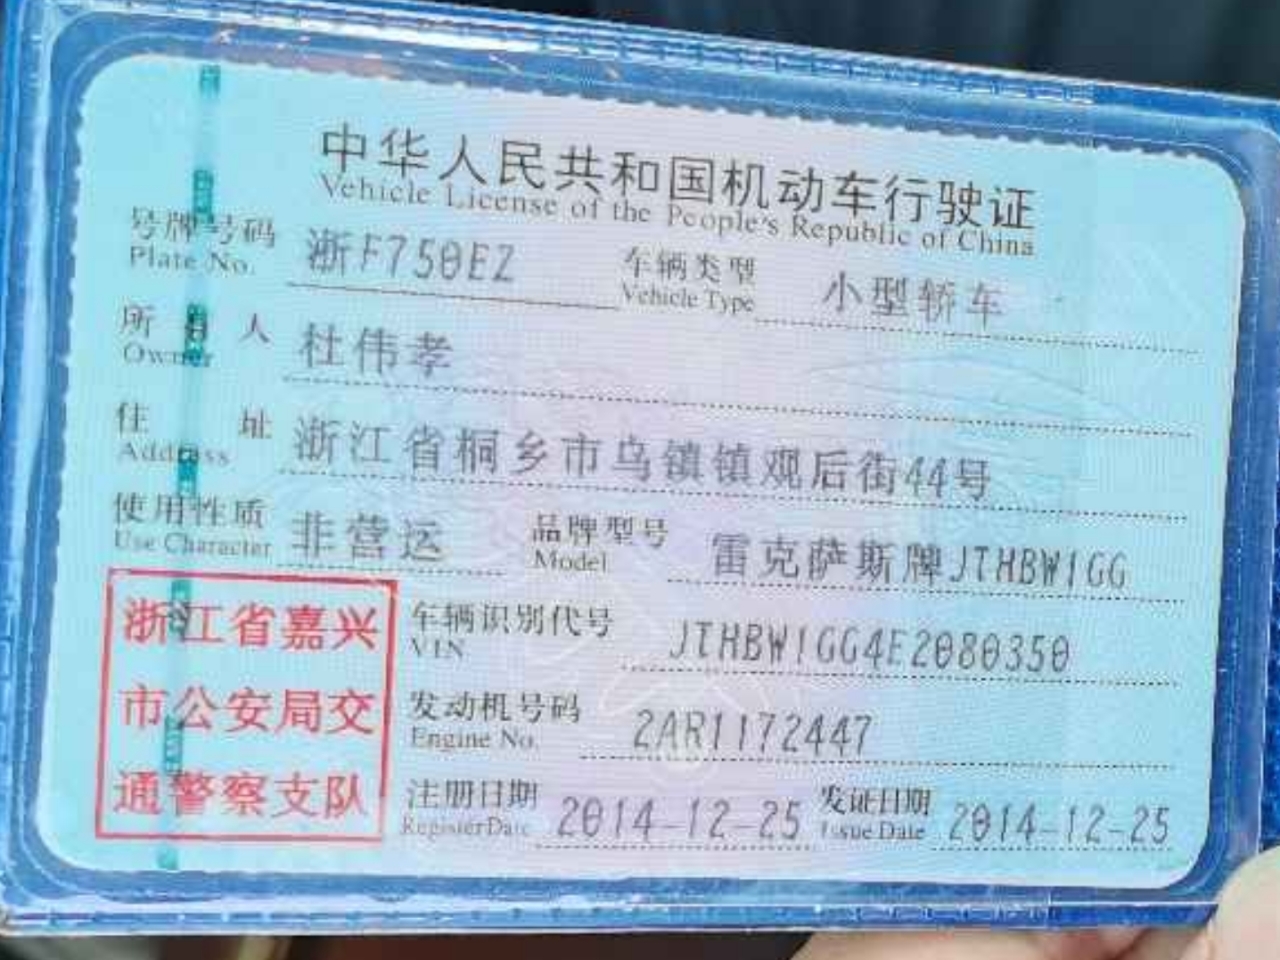 中华人民共和国机动车行驶证
Vehicle License of the People's Republic of China
号牌号码 浙F750EZ 车辆类型 小型轿车
Plate No. Vehicle Type
所有人 杜伟孝
Owner
住址 浙江省桐乡市乌镇镇观后街44号
Address
使用性质 非营运 品牌型号 雷克萨斯牌JTHBW1GG
Use Character Model
浙江省嘉兴
市公安局交
通警察支队
车辆识别代号 JTHBW1GG4E2080350
VIN
发动机号码 2AR1172447
Engine No.
注册日期 2014-12-25 发证日期 2014-12-25
Register Date Issue Date